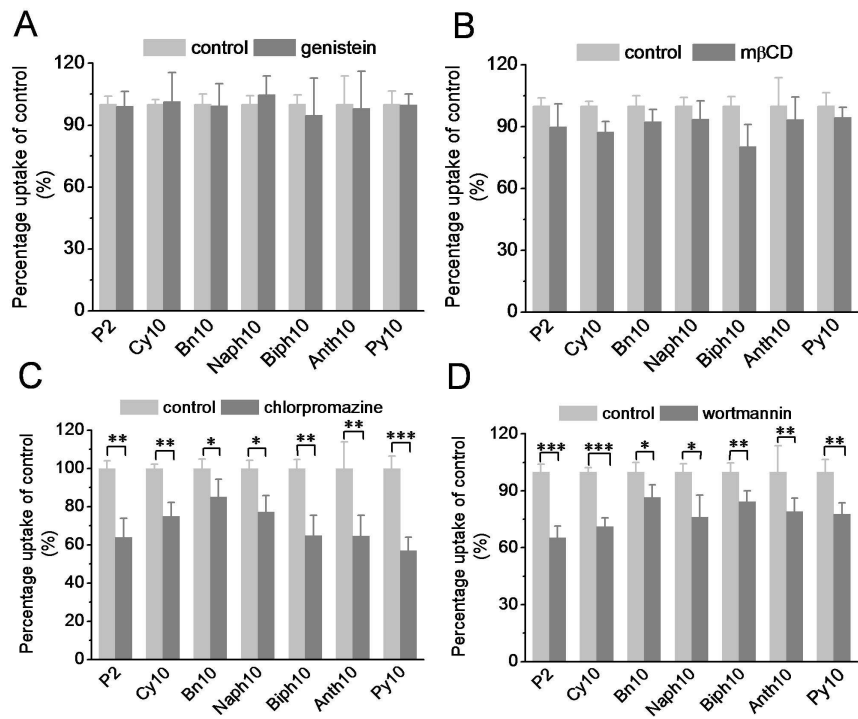 A
control genistein
Percentage uptake of control
(%)
120
90
60
30
0
P2 Cy10 Bn10 Naph10 Biph10 Anth10 Py10
B
control mβCD
Percentage uptake of control
(%)
120
90
60
30
0
P2 Cy10 Bn10 Naph10 Biph10 Anth10 Py10
C
control chlorpromazine
Percentage uptake of control
(%)
120
100
80
60
40
20
0
** ** * * ** ** ***
P2 Cy10 Bn10 Naph10 Biph10 Anth10 Py10
D
control wortmannin
Percentage uptake of control
(%)
120
90
60
30
0
*** *** * * ** ** **
P2 Cy10 Bn10 Naph10 Biph10 Anth10 Py10